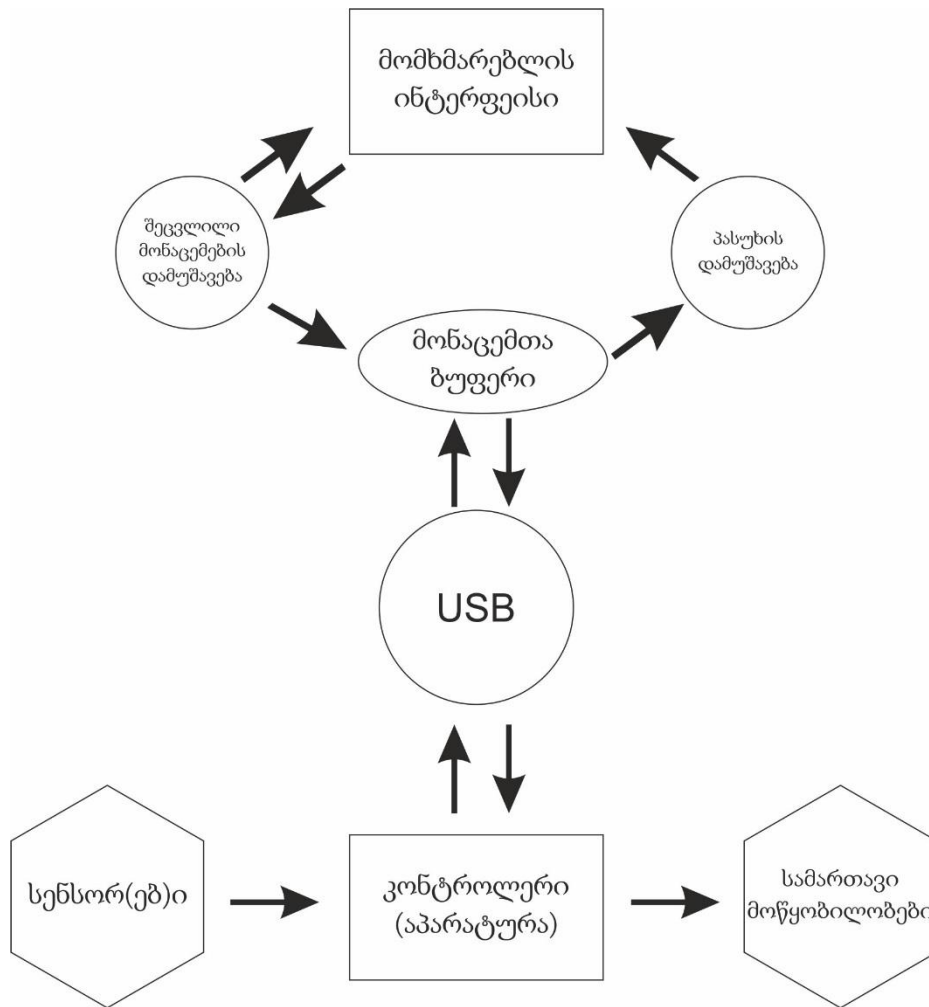 მომხმარებლის
ინტერფეისი
შეცვლილი
მონაცემების
დამუშავება
პასუხის
დამუშავება
მონაცემთა
ბუფერი
USB
სენსორ(ებ)ი
კონტროლერი
(აპარატურა)
სამართავი
მოწყობილობები